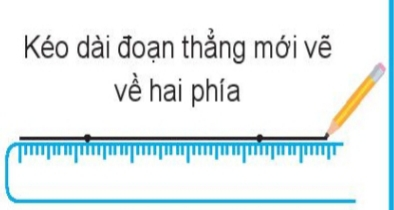 Kéo dài đoạn thẳng mới vẽ
về hai phía